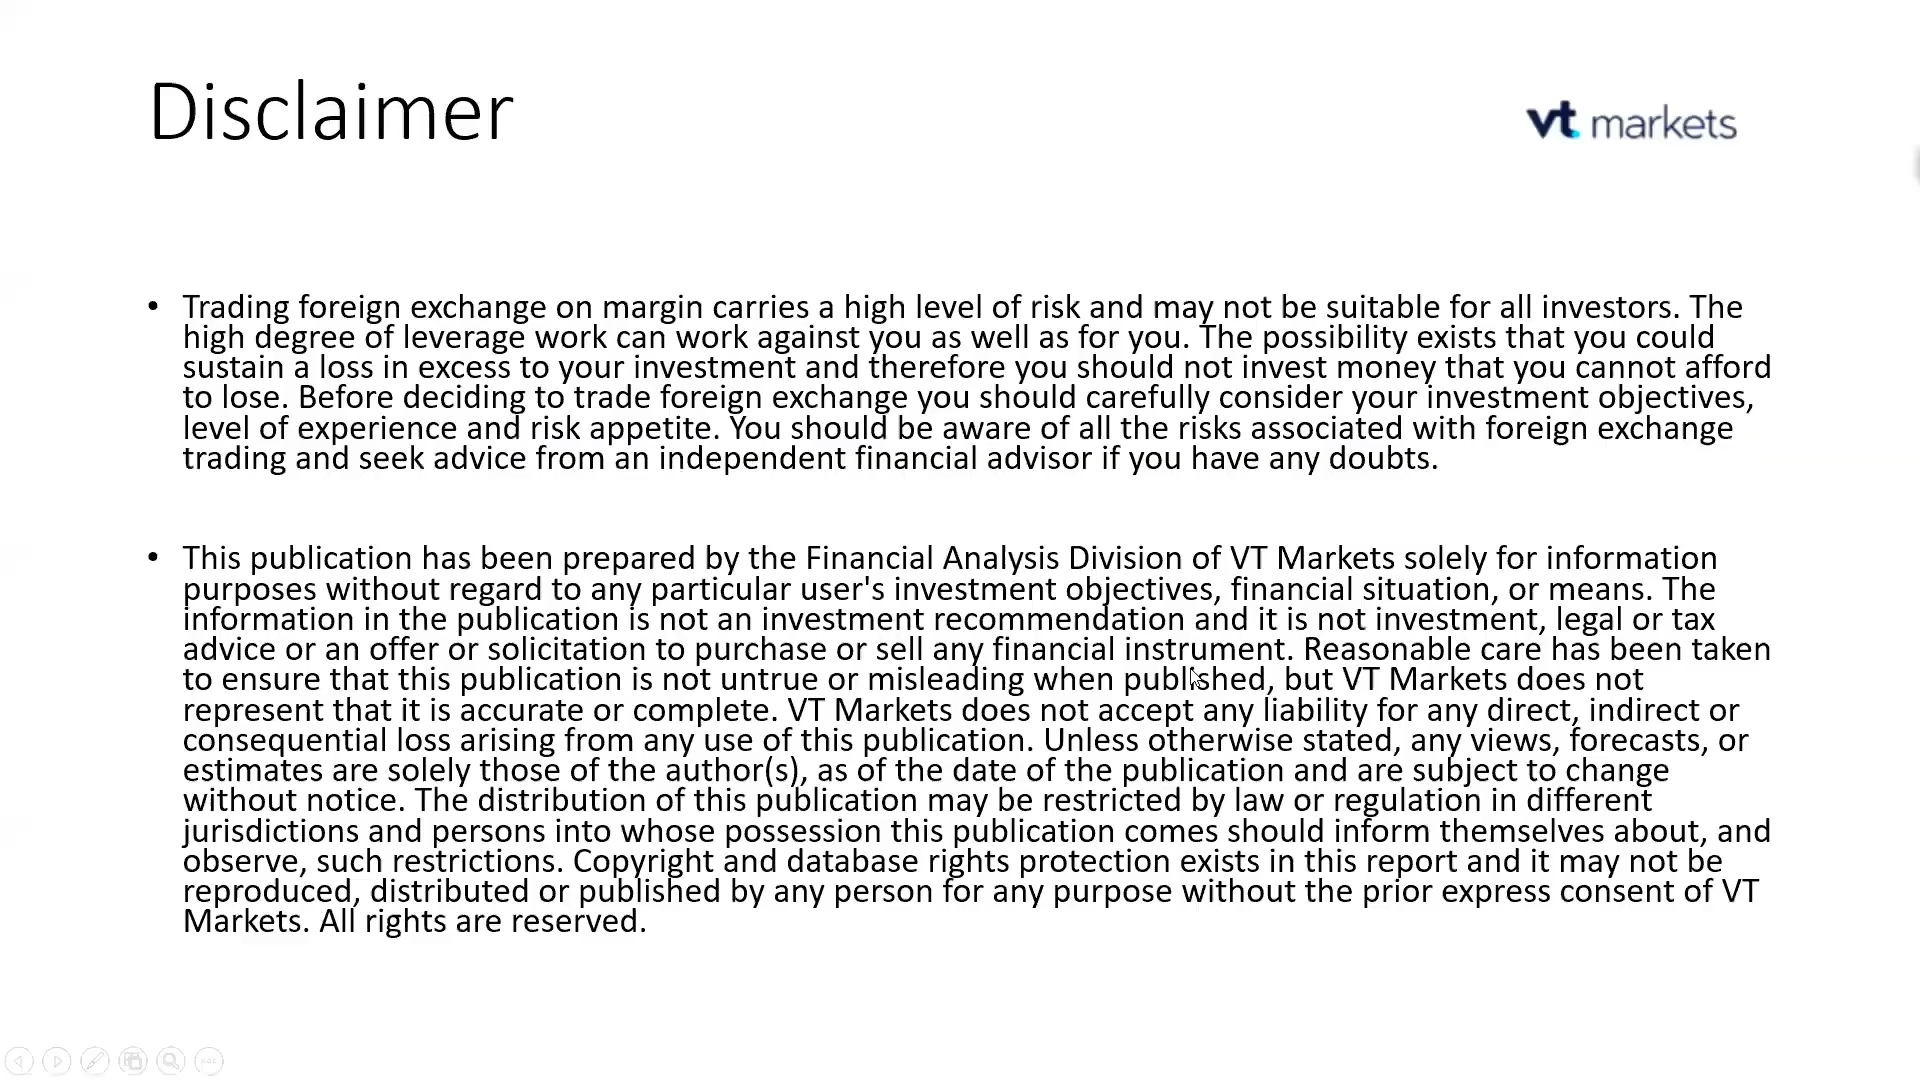 Disclaimer
vt markets
• Trading foreign exchange on margin carries a high level of risk and may not be suitable for all investors. The
high degree of leverage work can work against you as well as for you. The possibility exists that you could
sustain a loss in excess to your investment and therefore you should not invest money that you cannot afford
to lose. Before deciding to trade foreign exchange you should carefully consider your investment objectives,
level of experience and risk appetite. You should be aware of all the risks associated with foreign exchange
trading and seek advice from an independent financial advisor if you have any doubts.
• This publication has been prepared by the Financial Analysis Division of VT Markets solely for information
purposes without regard to any particular user's investment objectives, financial situation, or means. The
information in the publication is not an investment recommendation and it is not investment, legal or tax
advice or an offer or solicitation to purchase or sell any financial instrument. Reasonable care has been taken
to ensure that this publication is not untrue or misleading when published, but VT Markets does not
represent that it is accurate or complete. VT Markets does not accept any liability for any direct, indirect or
consequential loss arising from any use of this publication. Unless otherwise stated, any views, forecasts, or
estimates are solely those of the author(s), as of the date of the publication and are subject to change
without notice. The distribution of this publication may be restricted by law or regulation in different
jurisdictions and persons into whose possession this publication comes should inform themselves about, and
observe, such restrictions. Copyright and database rights protection exists in this report and it may not be
reproduced, distributed or published by any person for any purpose without the prior express consent of VT
Markets. All rights are reserved.